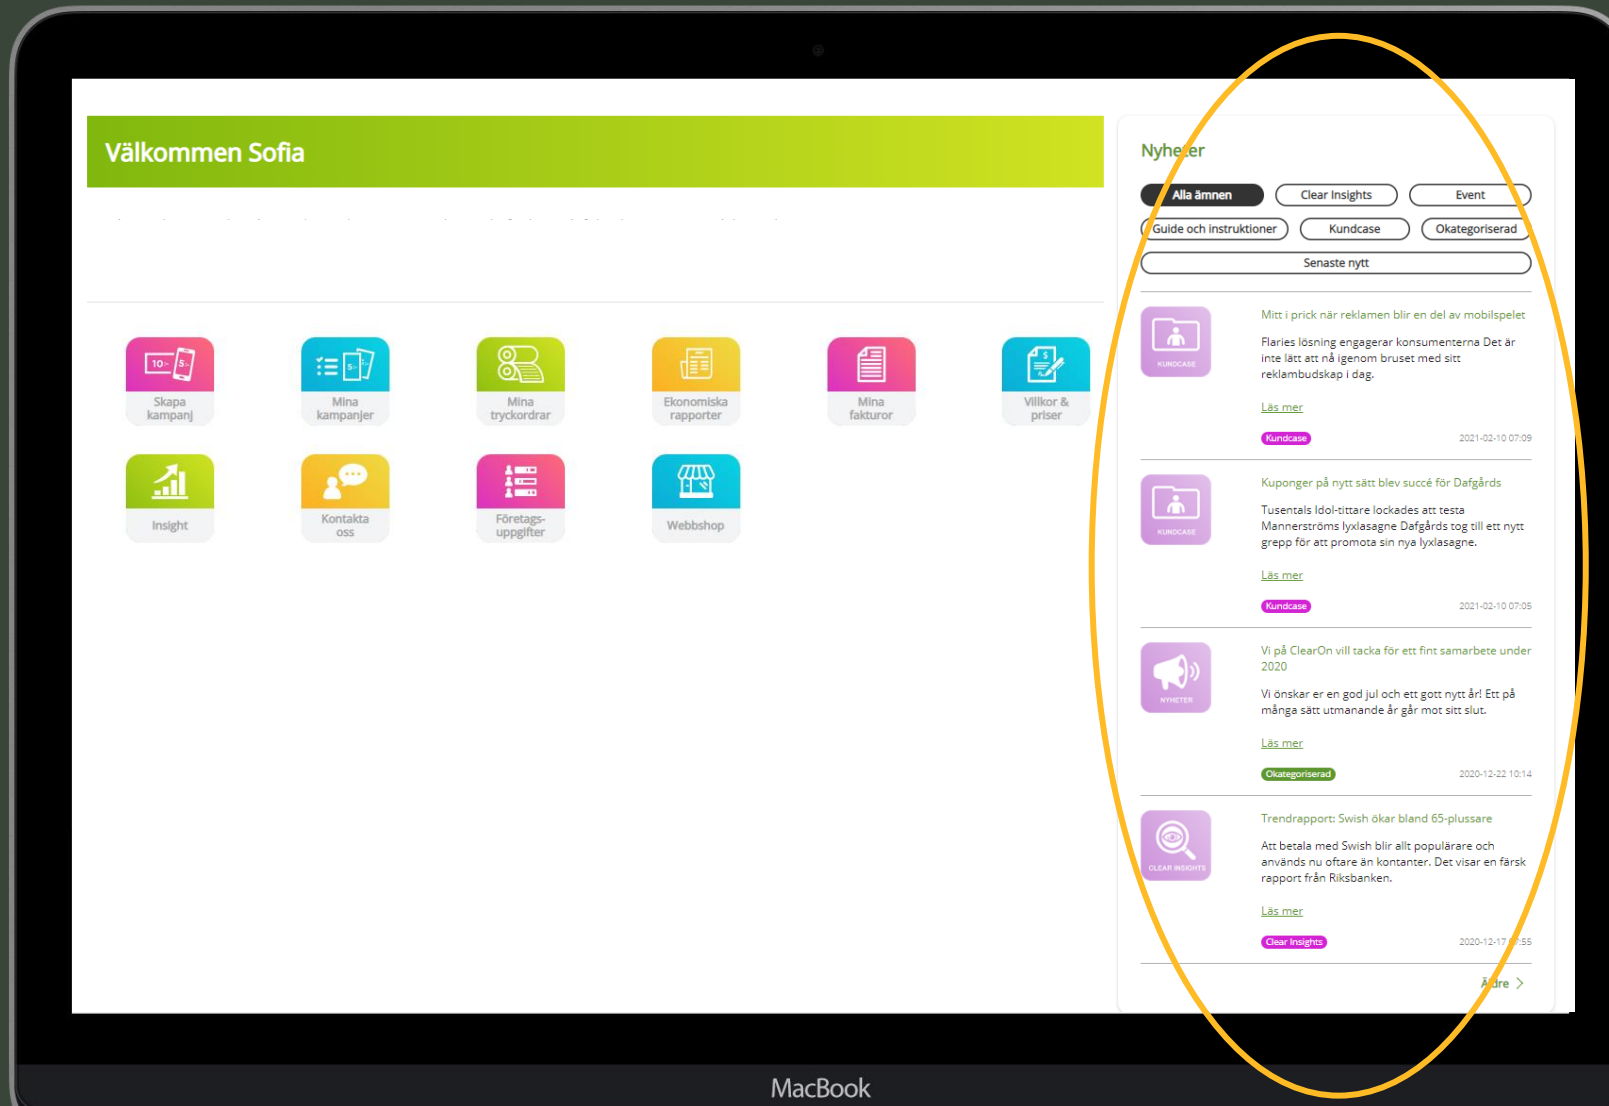 Välkommen Sofia
Skapa
kampanj
Mina
kampanjer
Mina
tryckordrar
Ekonomiska
rapporter
Mina
fakturor
Villkor &
priser
Insight
Kontakta
oss
Företags-
uppgifter
Webbshop
Nyheter
Alla ämnen
Clear Insights
Event
Guide och instruktioner
Kundcase
Okategoriserad
Senaste nytt
KUNDCASE
Mitt i prick när reklamen blir en del av mobilspelet
Flaries lösning engagerar konsumenterna Det är
inte lätt att nå igenom bruset med sitt
reklambudskap i dag.
Läs mer
Kundcase
2021-02-10 07:09
KUNDCASE
Kuponger på nytt sätt blev succé för Dafgårds
Tusentals Idol-tittare lockades att testa
Mannerströms lyxlasagne Dafgårds tog till ett nytt
grepp för att promota sin nya lyxlasagne.
Läs mer
Kundcase
2021-02-10 07:05
NYHETER
Vi på ClearOn vill tacka för ett fint samarbete under
2020
Vi önskar er en god jul och ett gott nytt år! Ett på
många sätt utmanande år går mot sitt slut.
Läs mer
Okategoriserad
2020-12-22 10:14
CLEAR INSIGHTS
Trendrapport: Swish ökar bland 65-plussare
Att betala med Swish blir allt populärare och
används nu oftare än kontanter. Det visar en färsk
rapport från Riksbanken.
Läs mer
Clear Insights
2020-12-17
Äldre
MacBook